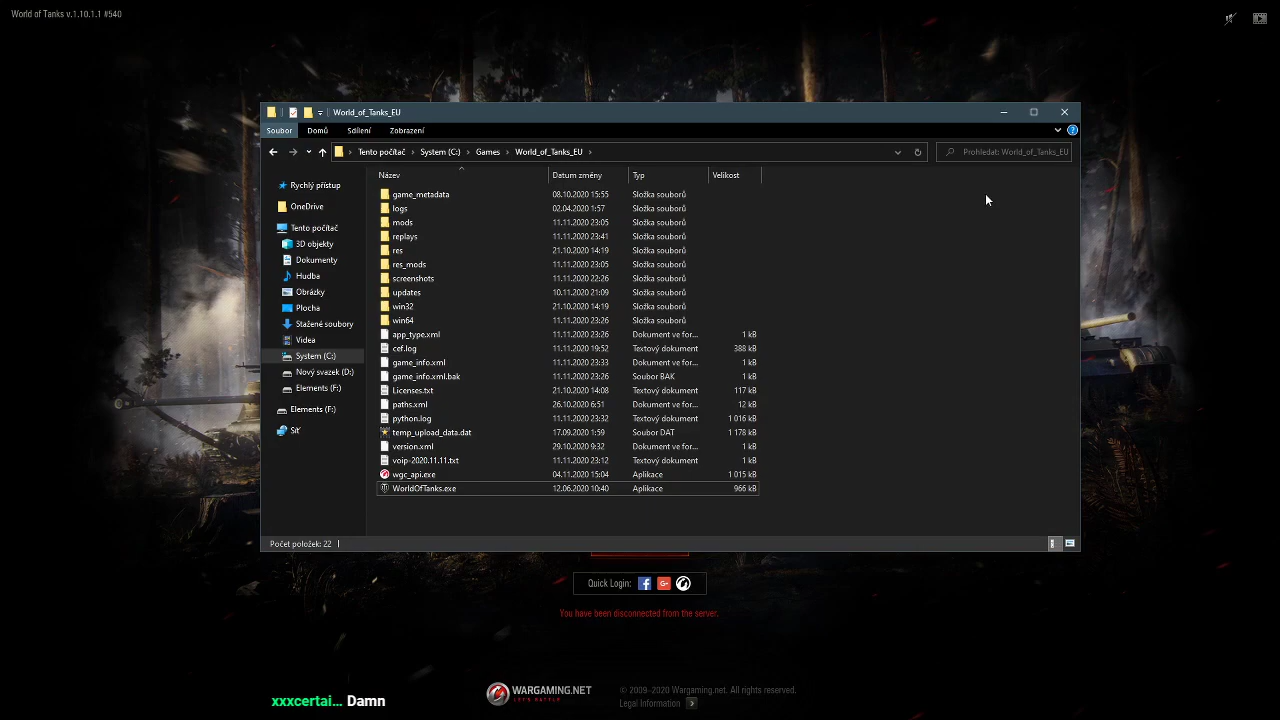 World of Tanks v.1.10.1.1 #540
World_of_Tanks_EU
Soubor Domů Sdílení Zobrazení
Tento počítač System (C:) Games World_of_Tanks_EU
Prohledat: World_of_Tanks_EU
Název Datum změny Typ Velikost
Rychlý přístup
OneDrive
Tento počítač
3D objekty
Dokumenty
Hudba
Obrázky
Plocha
Stažené soubory
Videa
System (C:)
Nový svazek (D:)
Elements (F:)
Elements (F:)
Síť
game_metadata 08.10.2020 15:55 Složka souborů
logs 02.04.2020 1:57 Složka souborů
mods 11.11.2020 23:05 Složka souborů
replays 11.11.2020 23:41 Složka souborů
res 21.10.2020 14:19 Složka souborů
res_mods 11.11.2020 23:05 Složka souborů
screenshots 11.11.2020 22:26 Složka souborů
updates 10.11.2020 21:09 Složka souborů
win32 21.10.2020 14:19 Složka souborů
win64 11.11.2020 23:26 Složka souborů
app_type.xml 11.11.2020 23:26 Dokument ve for... 1 kB
cef.log 11.11.2020 19:52 Textový dokument 388 kB
game_info.xml 11.11.2020 23:33 Dokument ve for... 1 kB
game_info.xml.bak 11.11.2020 23:26 Soubor BAK 1 kB
Licenses.txt 21.10.2020 14:08 Textový dokument 117 kB
paths.xml 26.10.2020 6:51 Dokument ve for... 12 kB
python.log 11.11.2020 23:32 Textový dokument 1 016 kB
temp_upload_data.dat 17.09.2020 1:59 Soubor DAT 1 178 kB
version.xml 29.10.2020 9:32 Dokument ve for... 1 kB
voip-2020.11.11.txt 11.11.2020 23:12 Textový dokument 1 kB
wgc_api.exe 04.11.2020 15:04 Aplikace 1 015 kB
WorldOfTanks.exe 12.06.2020 10:40 Aplikace 966 kB
Počet položek: 22
Quick Login:
You have been disconnected from the server.
xxxcertai... Damn
WARGAMING.NET
LET'S BATTLE
© 2009–2020 Wargaming.net. All rights reserved.
Legal Information